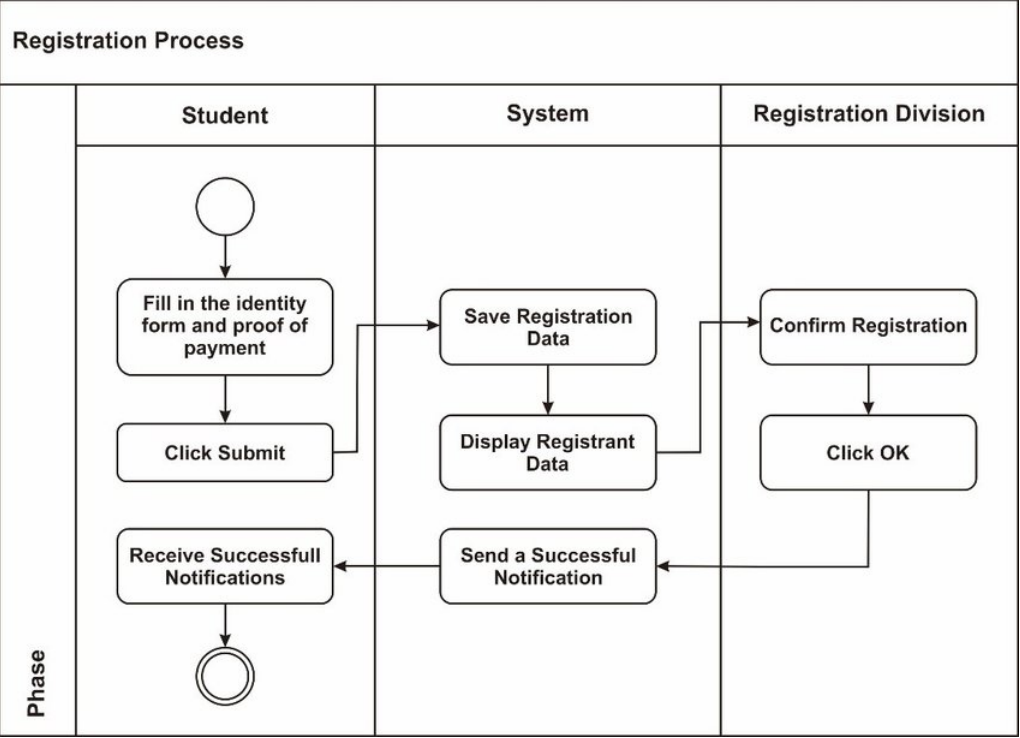 Registration Process
Student
System
Registration Division
Fill in the identity
form and proof of
payment
Save Registration
Data
Confirm Registration
Click Submit
Display Registrant
Data
Click OK
Receive Successfull
Notifications
Send a Successful
Notification
Phase